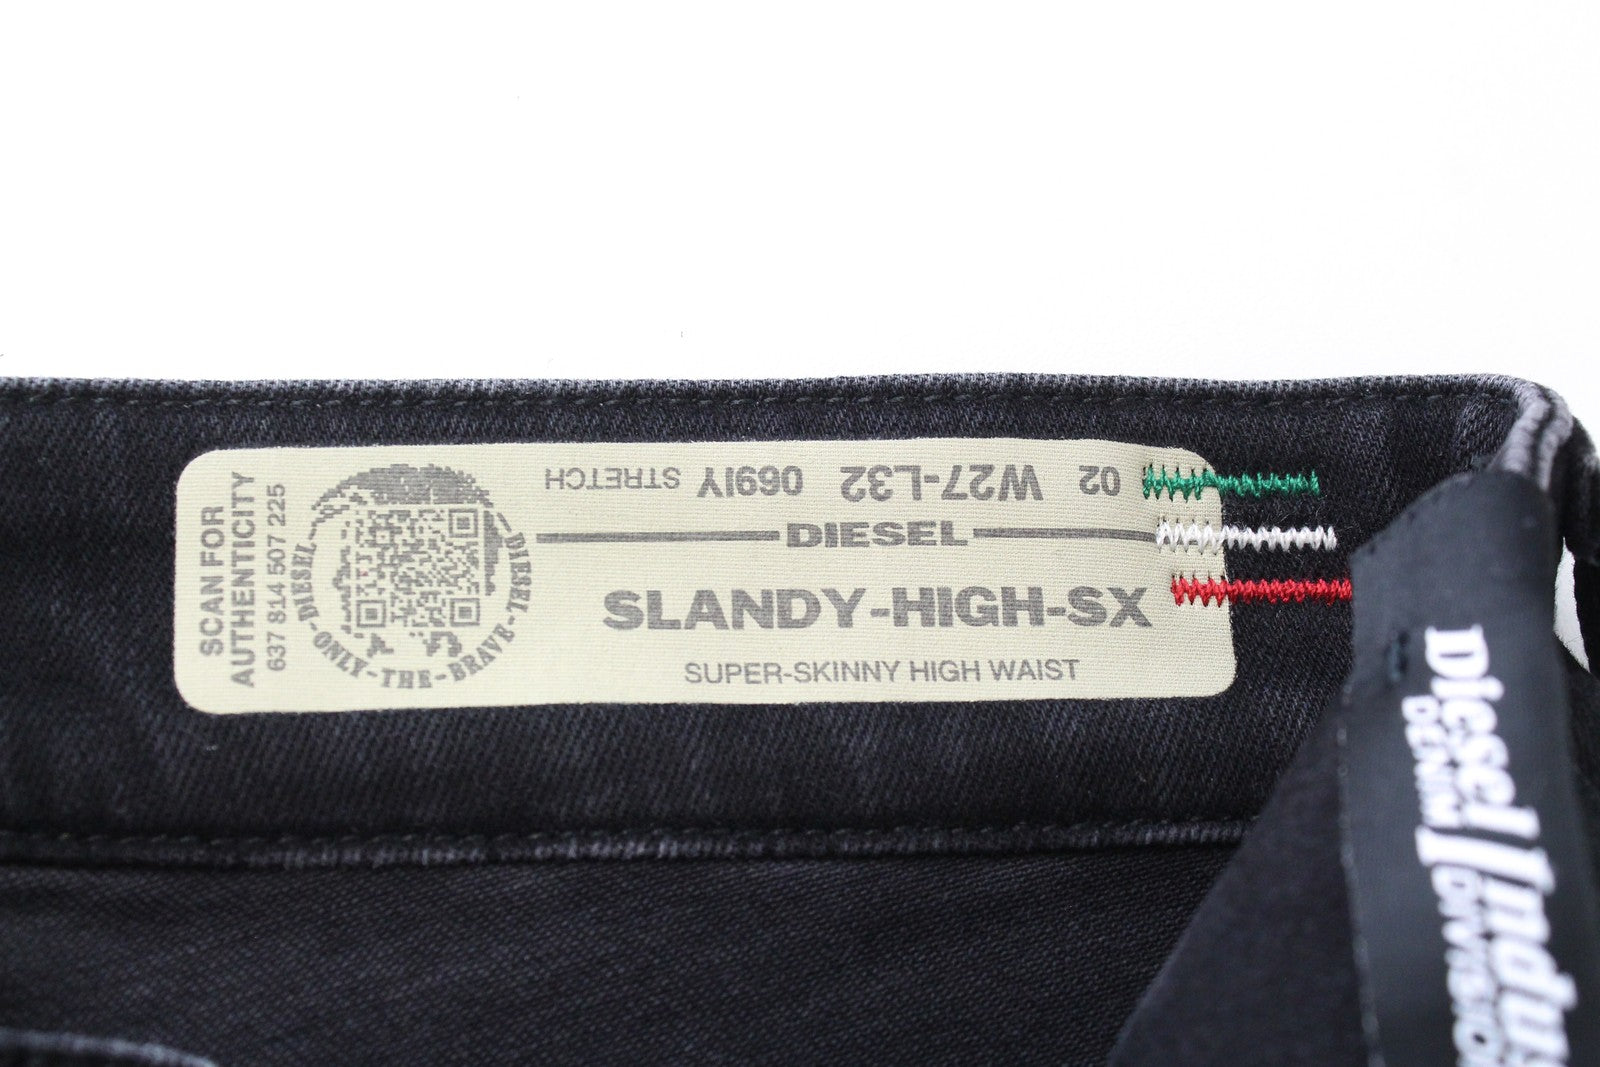 SCAN FOR
AUTHENTICITY
637 814 507 225
DIESEL-ONLY-THE-BRAVE-DIESEL
02 W27-L32 069IY STRETCH
DIESEL
SLANDY-HIGH-SX
SUPER-SKINNY HIGH WAIST
Diesel Indus
DENIM DIVISION